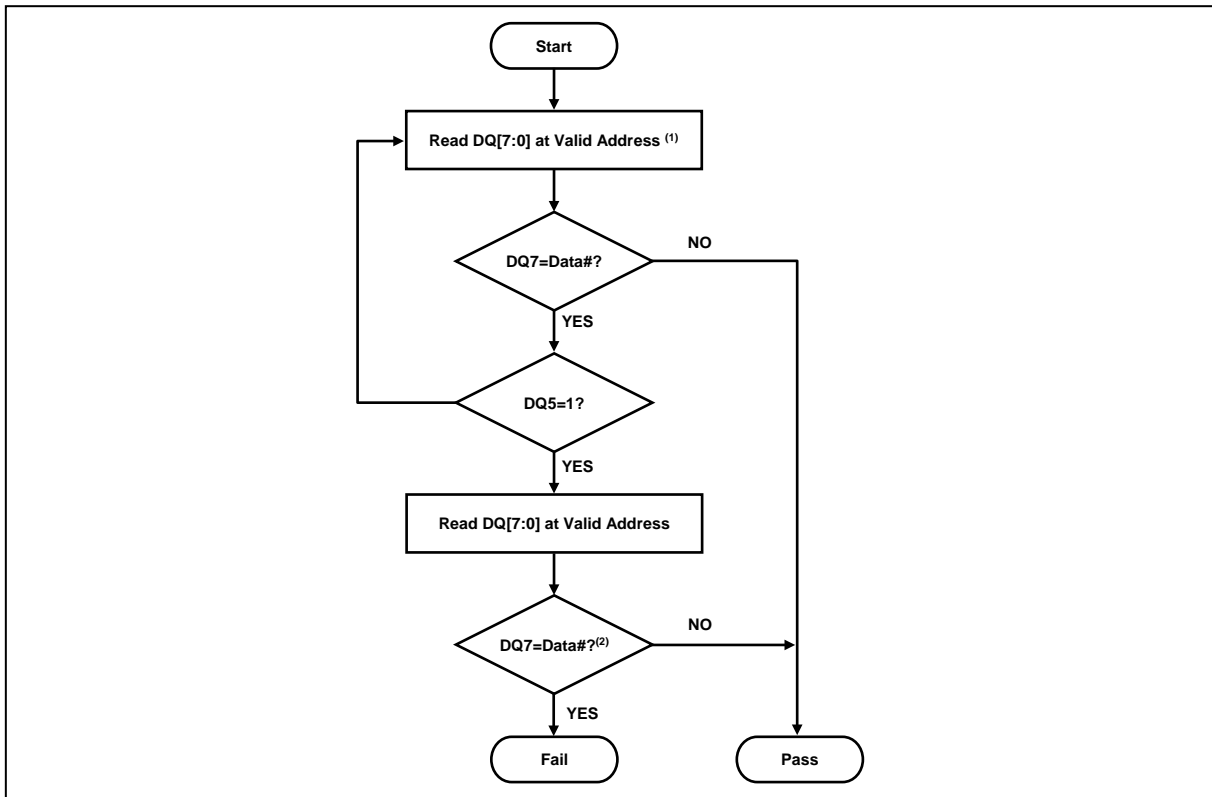 Start
Read DQ[7:0] at Valid Address (1)
DQ7=Data#?
NO
YES
DQ5=1?
YES
Read DQ[7:0] at Valid Address
DQ7=Data#?(2)
NO
YES
Fail
Pass